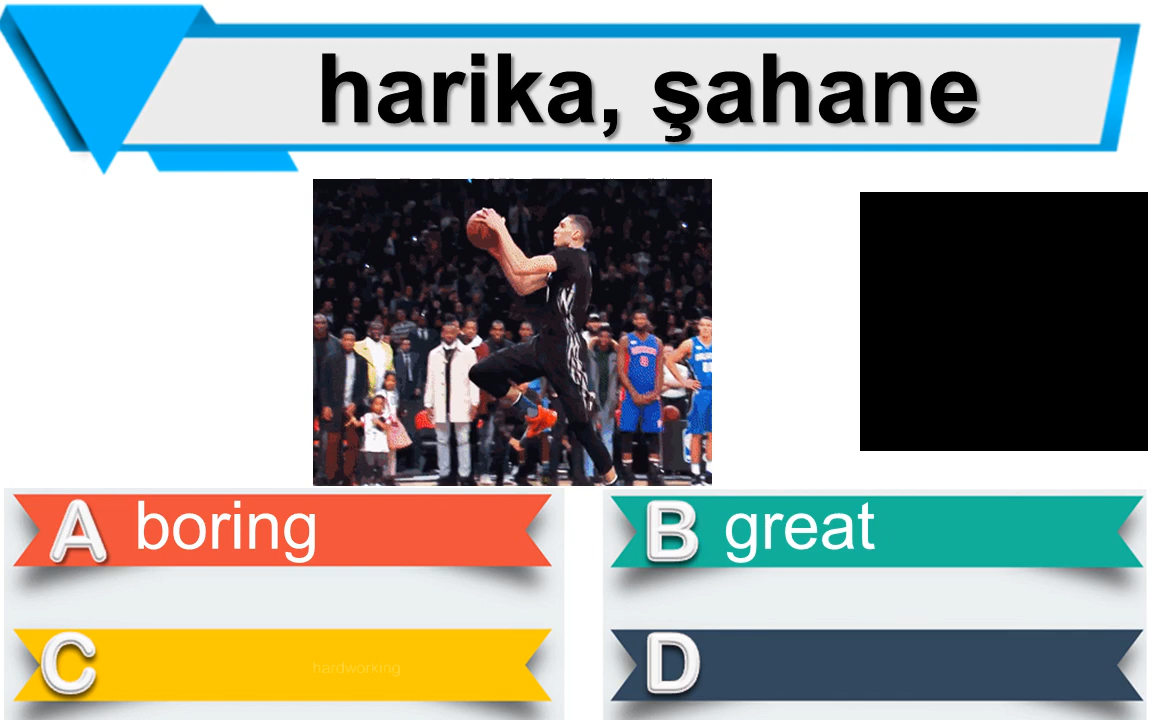 harika, şahane
A boring
B great
C hardworking
D